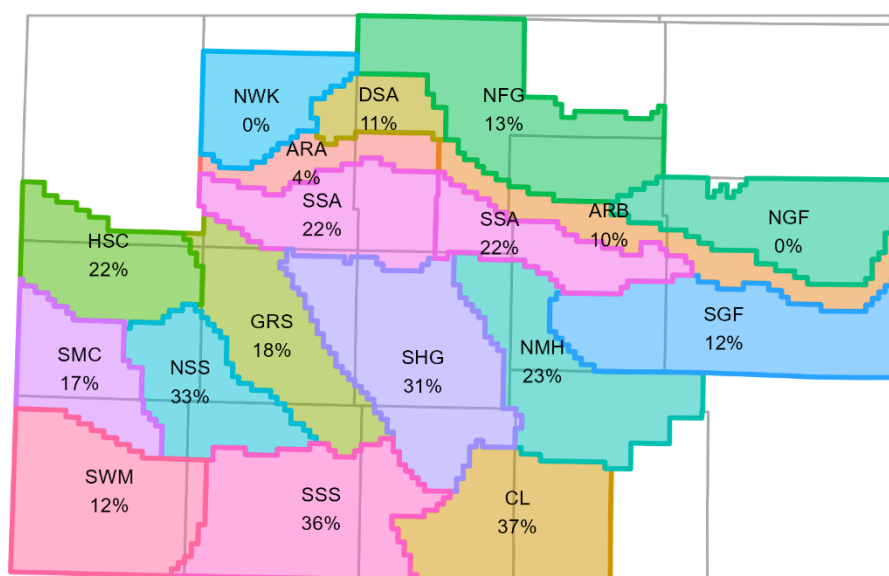 NWK
0%
DSA
11%
NFG
13%
ARA
4%
SSA
22%
SSA
22%
ARB
10%
NGF
0%
HSC
22%
GRS
18%
SGF
12%
SMC
17%
NSS
33%
SHG
31%
NMH
23%
SWM
12%
SSS
36%
CL
37%